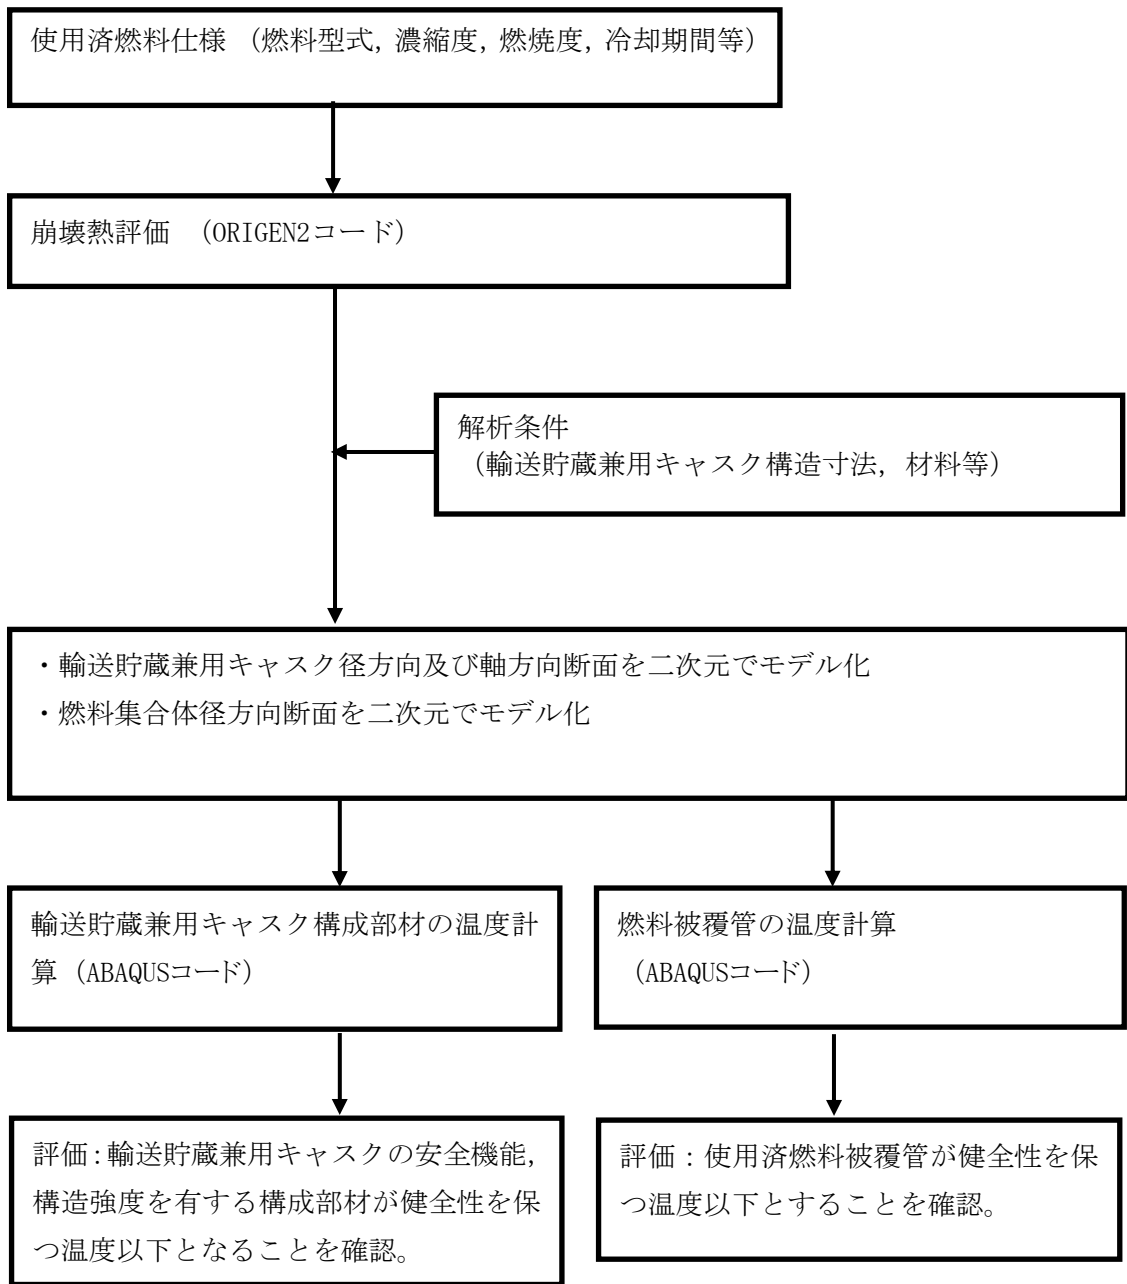 使用済燃料仕様 （燃料型式，濃縮度，燃焼度，冷却期間等）
崩壊熱評価 （ORIGEN2コード）
解析条件
（輸送貯蔵兼用キャスク構造寸法，材料等）
・輸送貯蔵兼用キャスク径方向及び軸方向断面を二次元でモデル化
・燃料集合体径方向断面を二次元でモデル化
輸送貯蔵兼用キャスク構成部材の温度計
算（ABAQUSコード）
燃料被覆管の温度計算
（ABAQUSコード）
評価：輸送貯蔵兼用キャスクの安全機能，
構造強度を有する構成部材が健全性を保
つ温度以下となることを確認。
評価：使用済燃料被覆管が健全性を保
つ温度以下とすることを確認。